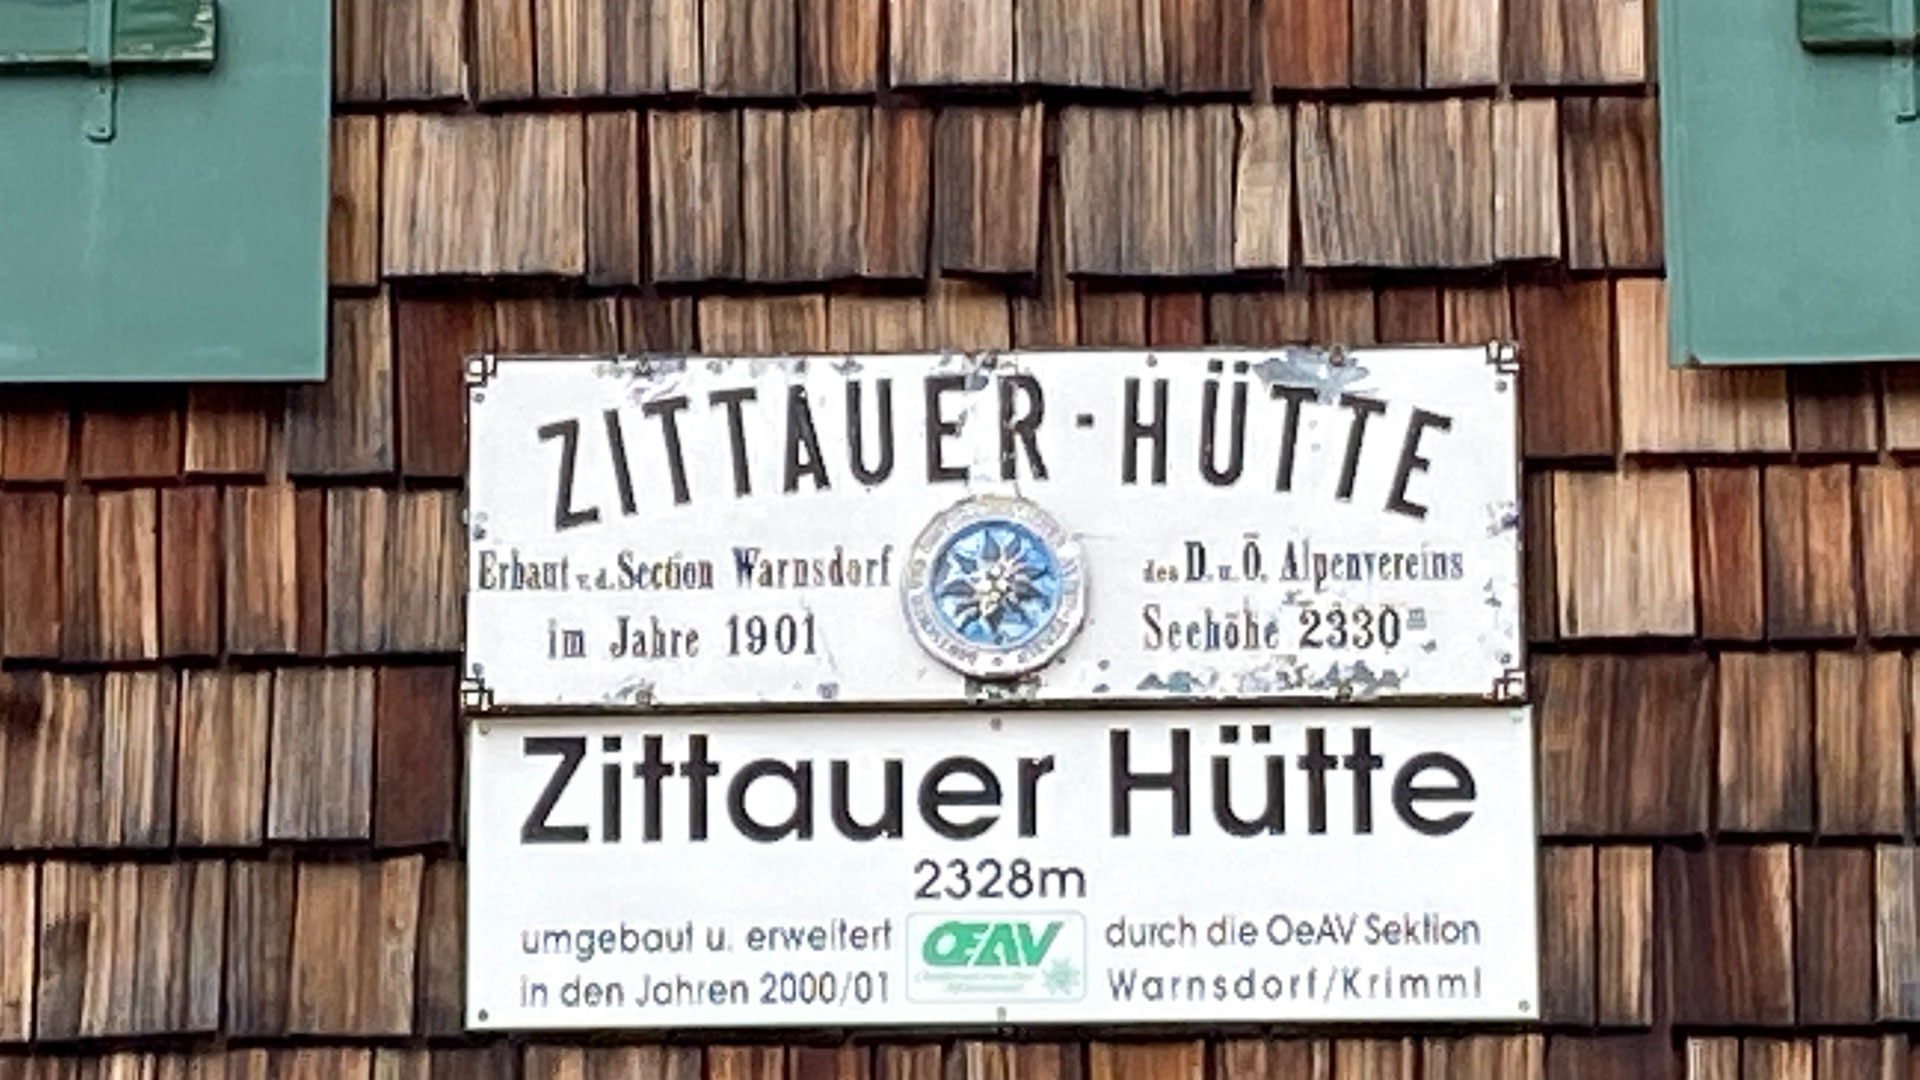 ZITTAUER-HÜTTE
Erbaut v. d. Section Warnsdorf des D. u. Ö. Alpenvereins
im Jahre 1901 Seehöhe 2330 m
Zittauer Hütte
2328m
umgebaut u. erweitert durch die OeAV Sektion
in den Jahren 2000/01 Warnsdorf/Krimml
OEAV